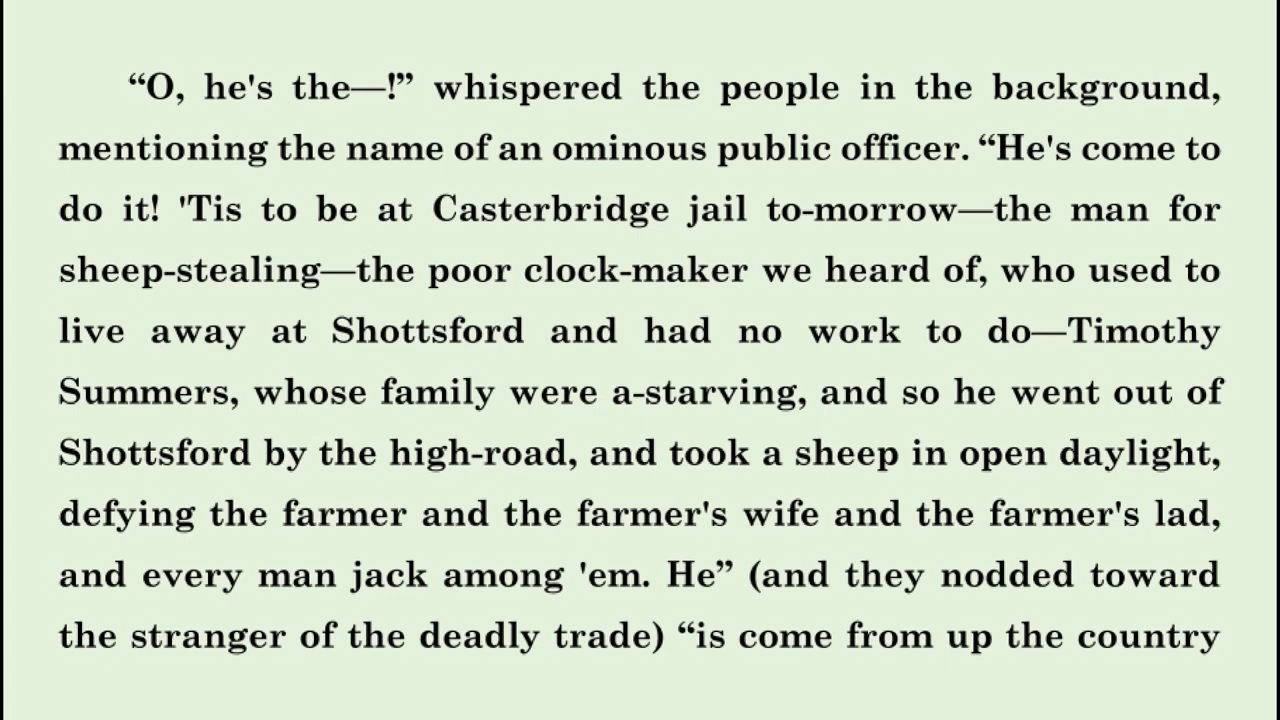 “O, he's the—!” whispered the people in the background,
mentioning the name of an ominous public officer. “He's come to
do it! 'Tis to be at Casterbridge jail to-morrow—the man for
sheep-stealing—the poor clock-maker we heard of, who used to
live away at Shottsford and had no work to do—Timothy
Summers, whose family were a-starving, and so he went out of
Shottsford by the high-road, and took a sheep in open daylight,
defying the farmer and the farmer's wife and the farmer's lad,
and every man jack among 'em. He” (and they nodded toward
the stranger of the deadly trade) “is come from up the country